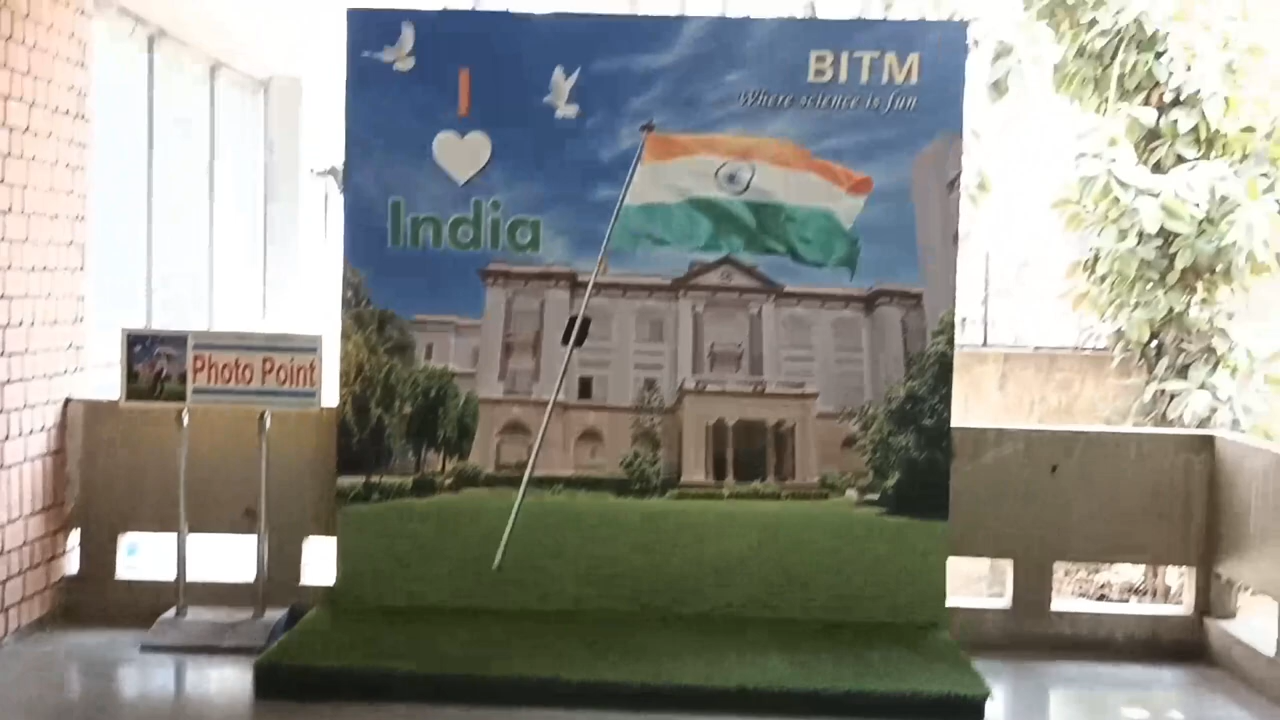 BITM
Where science is fun
I
India
Photo Point